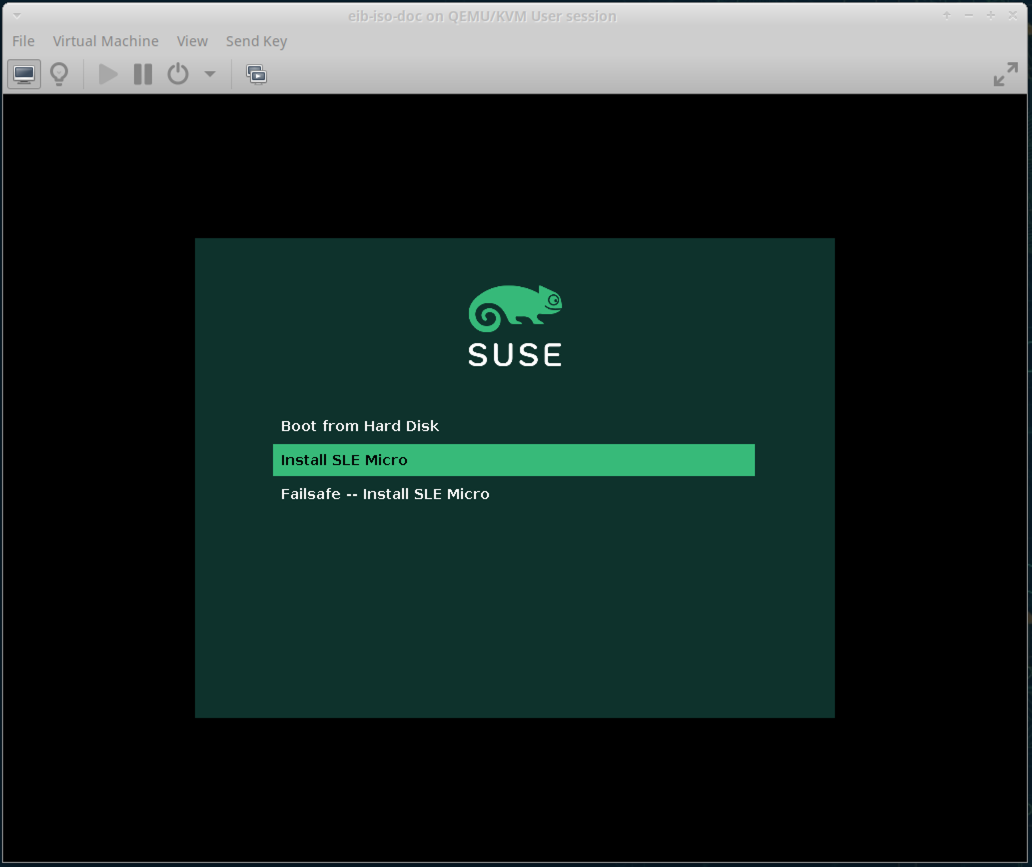 eib-iso-doc on QEMU/KVM User session
File Virtual Machine View Send Key
SUSE
Boot from Hard Disk
Install SLE Micro
Failsafe -- Install SLE Micro